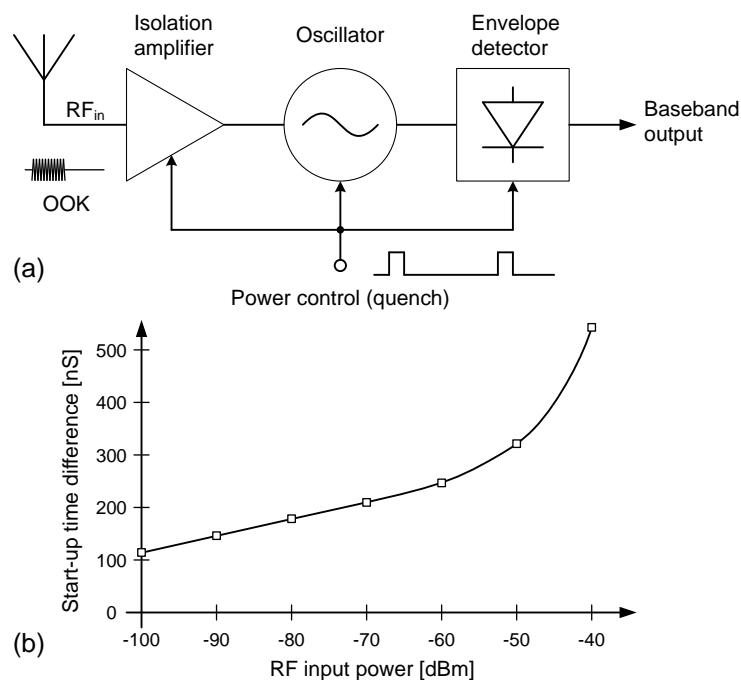 Isolation
amplifier
Oscillator
Envelope
detector
RFin
Baseband
output
OOK
(a)
Power control (quench)
Start-up time difference [nS]
500
400
300
200
100
0
-100
-90
-80
-70
-60
-50
-40
(b)
RF input power [dBm]